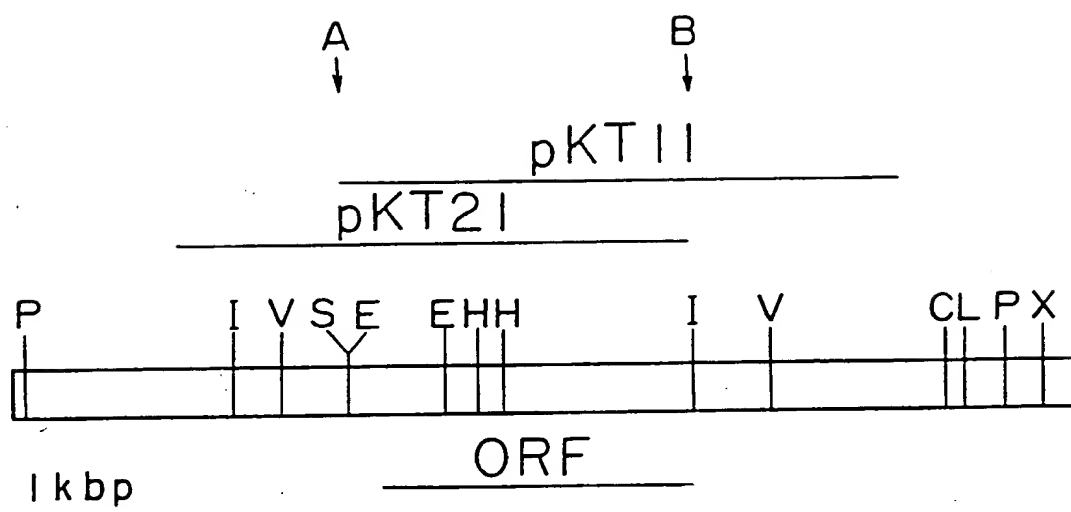 A B
pKT11
pKT21
P I V S E E H H I V C L P X
ORF
1kbp